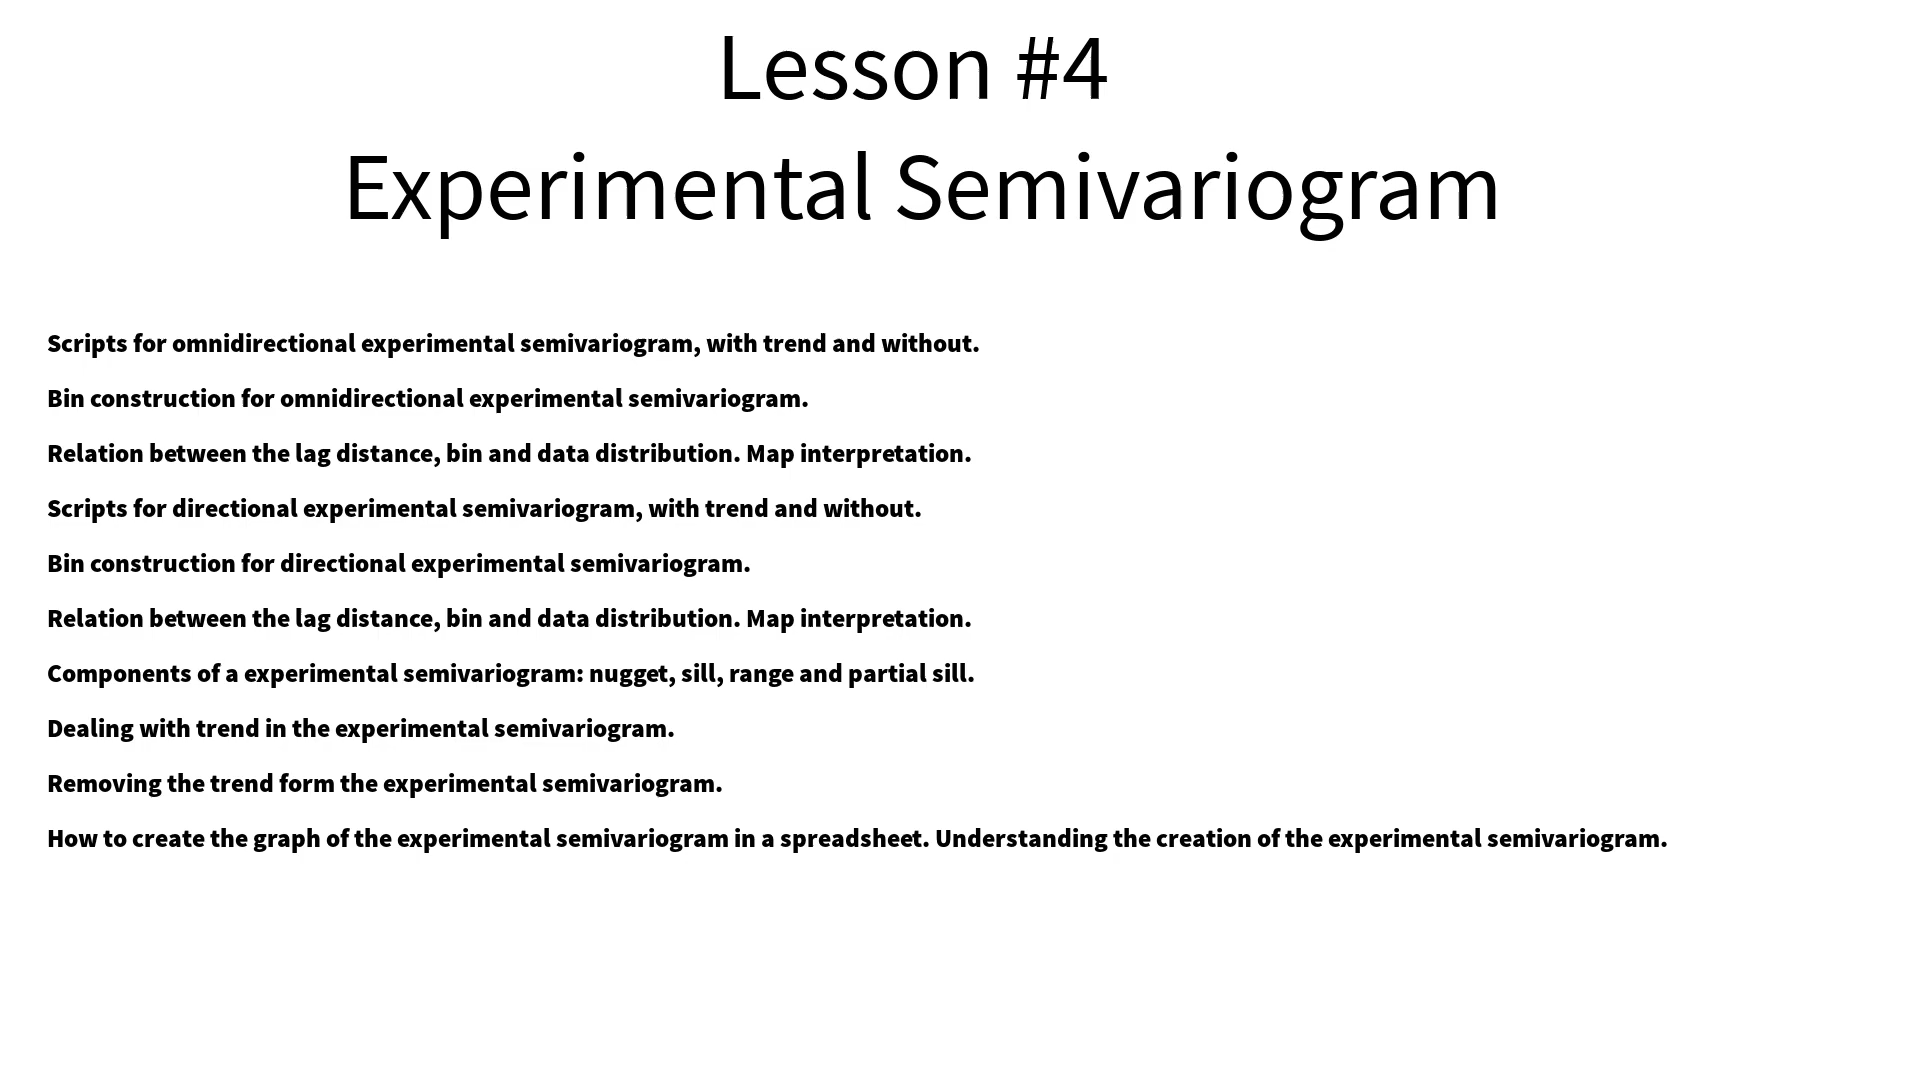 Lesson #4
Experimental Semivariogram
Scripts for omnidirectional experimental semivariogram, with trend and without.
Bin construction for omnidirectional experimental semivariogram.
Relation between the lag distance, bin and data distribution. Map interpretation.
Scripts for directional experimental semivariogram, with trend and without.
Bin construction for directional experimental semivariogram.
Relation between the lag distance, bin and data distribution. Map interpretation.
Components of a experimental semivariogram: nugget, sill, range and partial sill.
Dealing with trend in the experimental semivariogram.
Removing the trend form the experimental semivariogram.
How to create the graph of the experimental semivariogram in a spreadsheet. Understanding the creation of the experimental semivariogram.